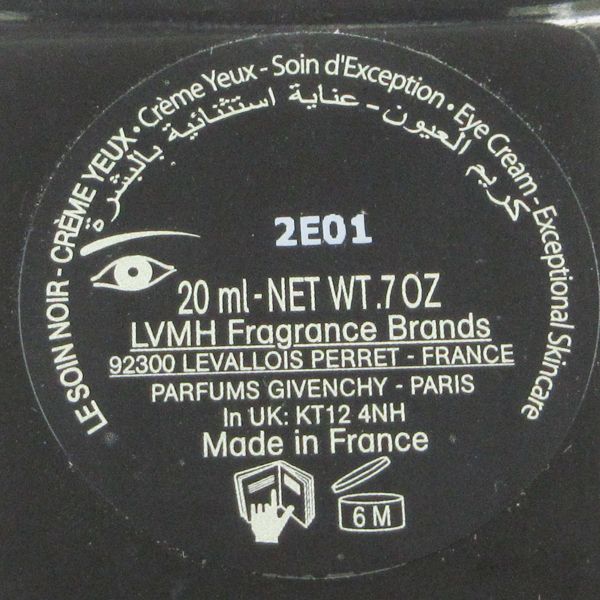 LE SOIN NOIR - CRÈME YEUX • Crème Yeux - Soin d'Exception • Eye Cream - Exceptional Skincare
كريم العيون - عناية استثنائية بالبشرة
2E01
20 ml - NET WT .7 OZ
LVMH Fragrance Brands
92300 LEVALLOIS PERRET - FRANCE
PARFUMS GIVENCHY - PARIS
In UK: KT12 4NH
Made in France
6 M